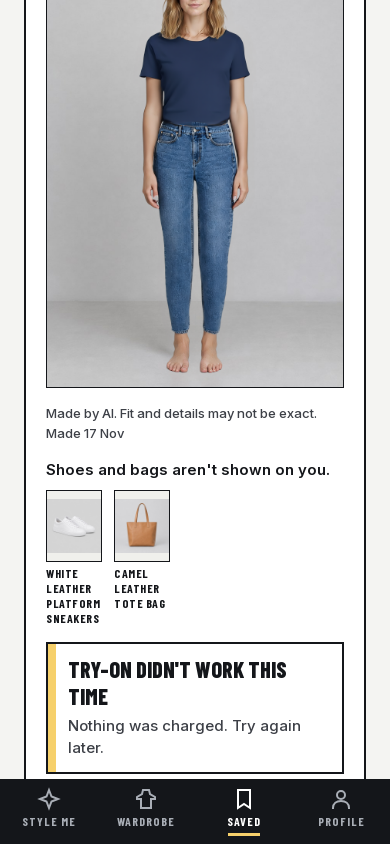 Made by AI. Fit and details may not be exact.
Made 17 Nov
Shoes and bags aren't shown on you.
WHITE
LEATHER
PLATFORM
SNEAKERS
CAMEL
LEATHER
TOTE BAG
TRY-ON DIDN'T WORK THIS
TIME
Nothing was charged. Try again
later.
STYLE ME
WARDROBE
SAVED
PROFILE